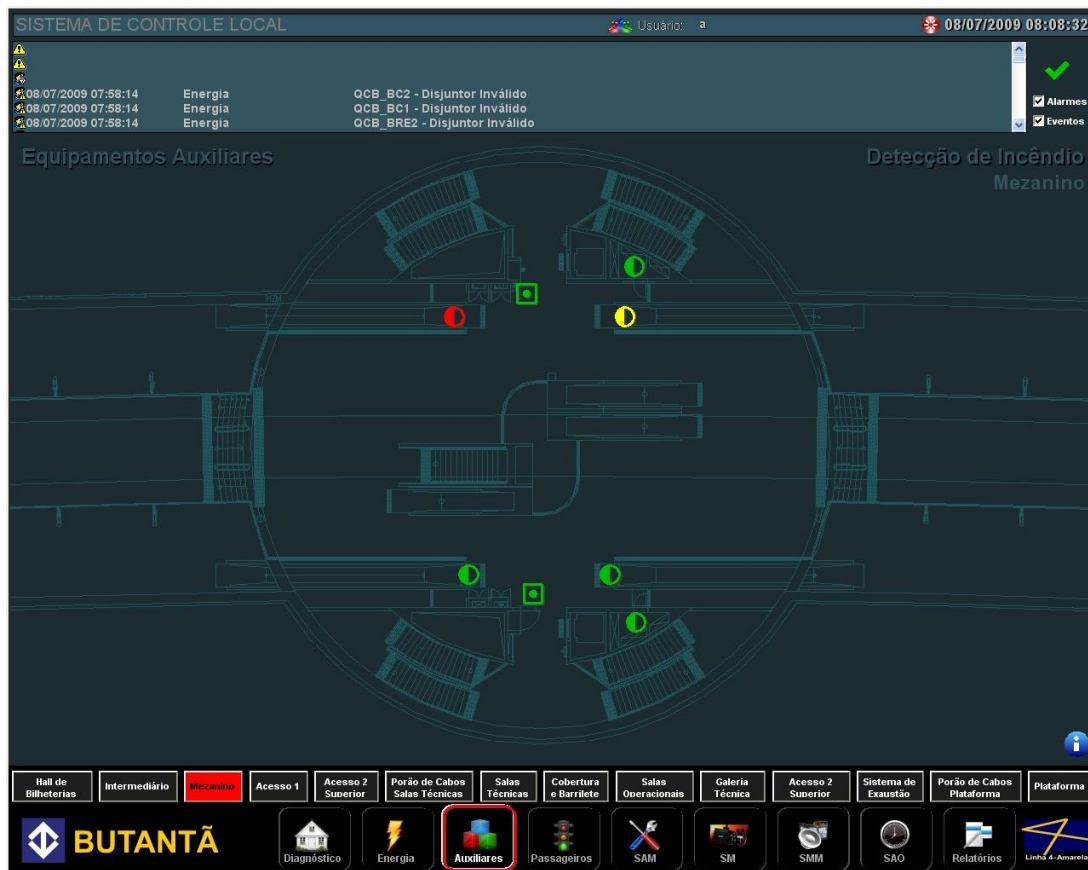 SISTEMA DE CONTROLE LOCAL
Usuário: a
08/07/2009 08:08:32
08/07/2009 07:58:14 Energia QCB_BC2 - Disjuntor Inválido
08/07/2009 07:58:14 Energia QCB_BC1 - Disjuntor Inválido
08/07/2009 07:58:14 Energia QCB_BRE2 - Disjuntor Inválido
Alarmes
Eventos
Equipamentos Auxiliares
Detecção de Incêndio
Mezanino
Hall de
Bilheterias
Intermediário
Mezanino
Acesso 1
Acesso 2
Superior
Porão de Cabos
Salas Técnicas
Salas
Técnicas
Cobertura
e Barrilete
Salas
Operacionais
Galeria
Técnica
Acesso 2
Superior
Sistema de
Exaustão
Porão de Cabos
Plataforma
Plataforma
BUTANTÃ
Diagnóstico
Energia
Auxiliares
Passageiros
SAM
SM
SMM
SAO
Relatórios
Linha 4-Amarela